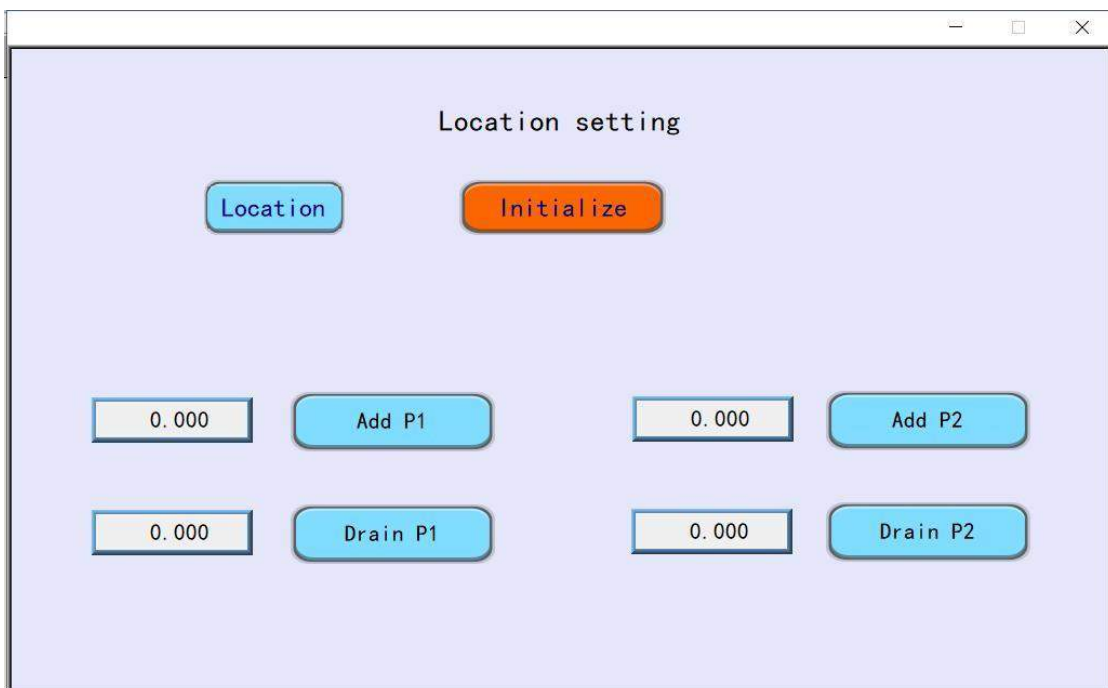 Location setting
Location Initialize
0.000 Add P1 0.000 Add P2
0.000 Drain P1 0.000 Drain P2